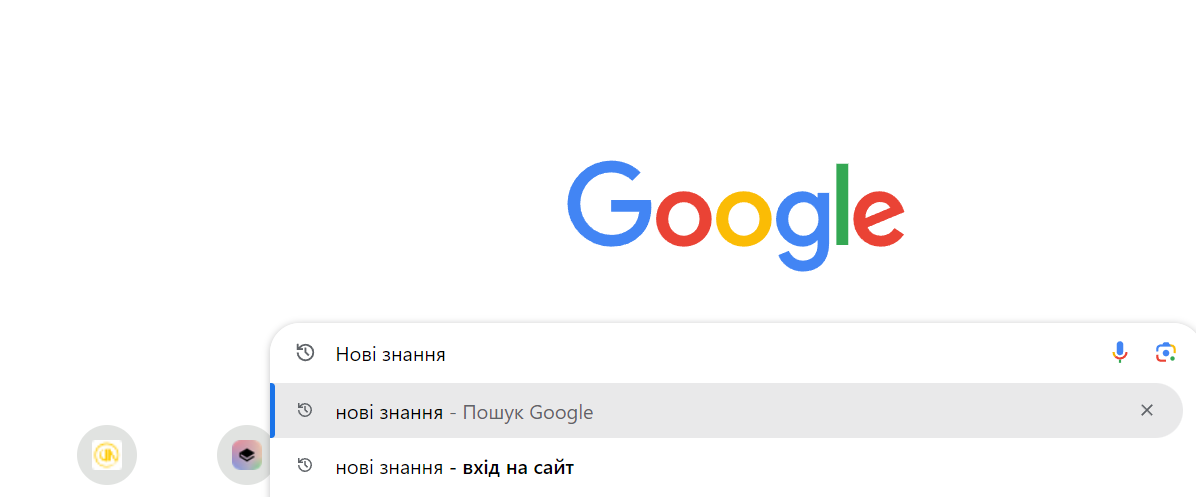 Google
Нові знання
нові знання - Пошук Google
нові знання - вхід на сайт